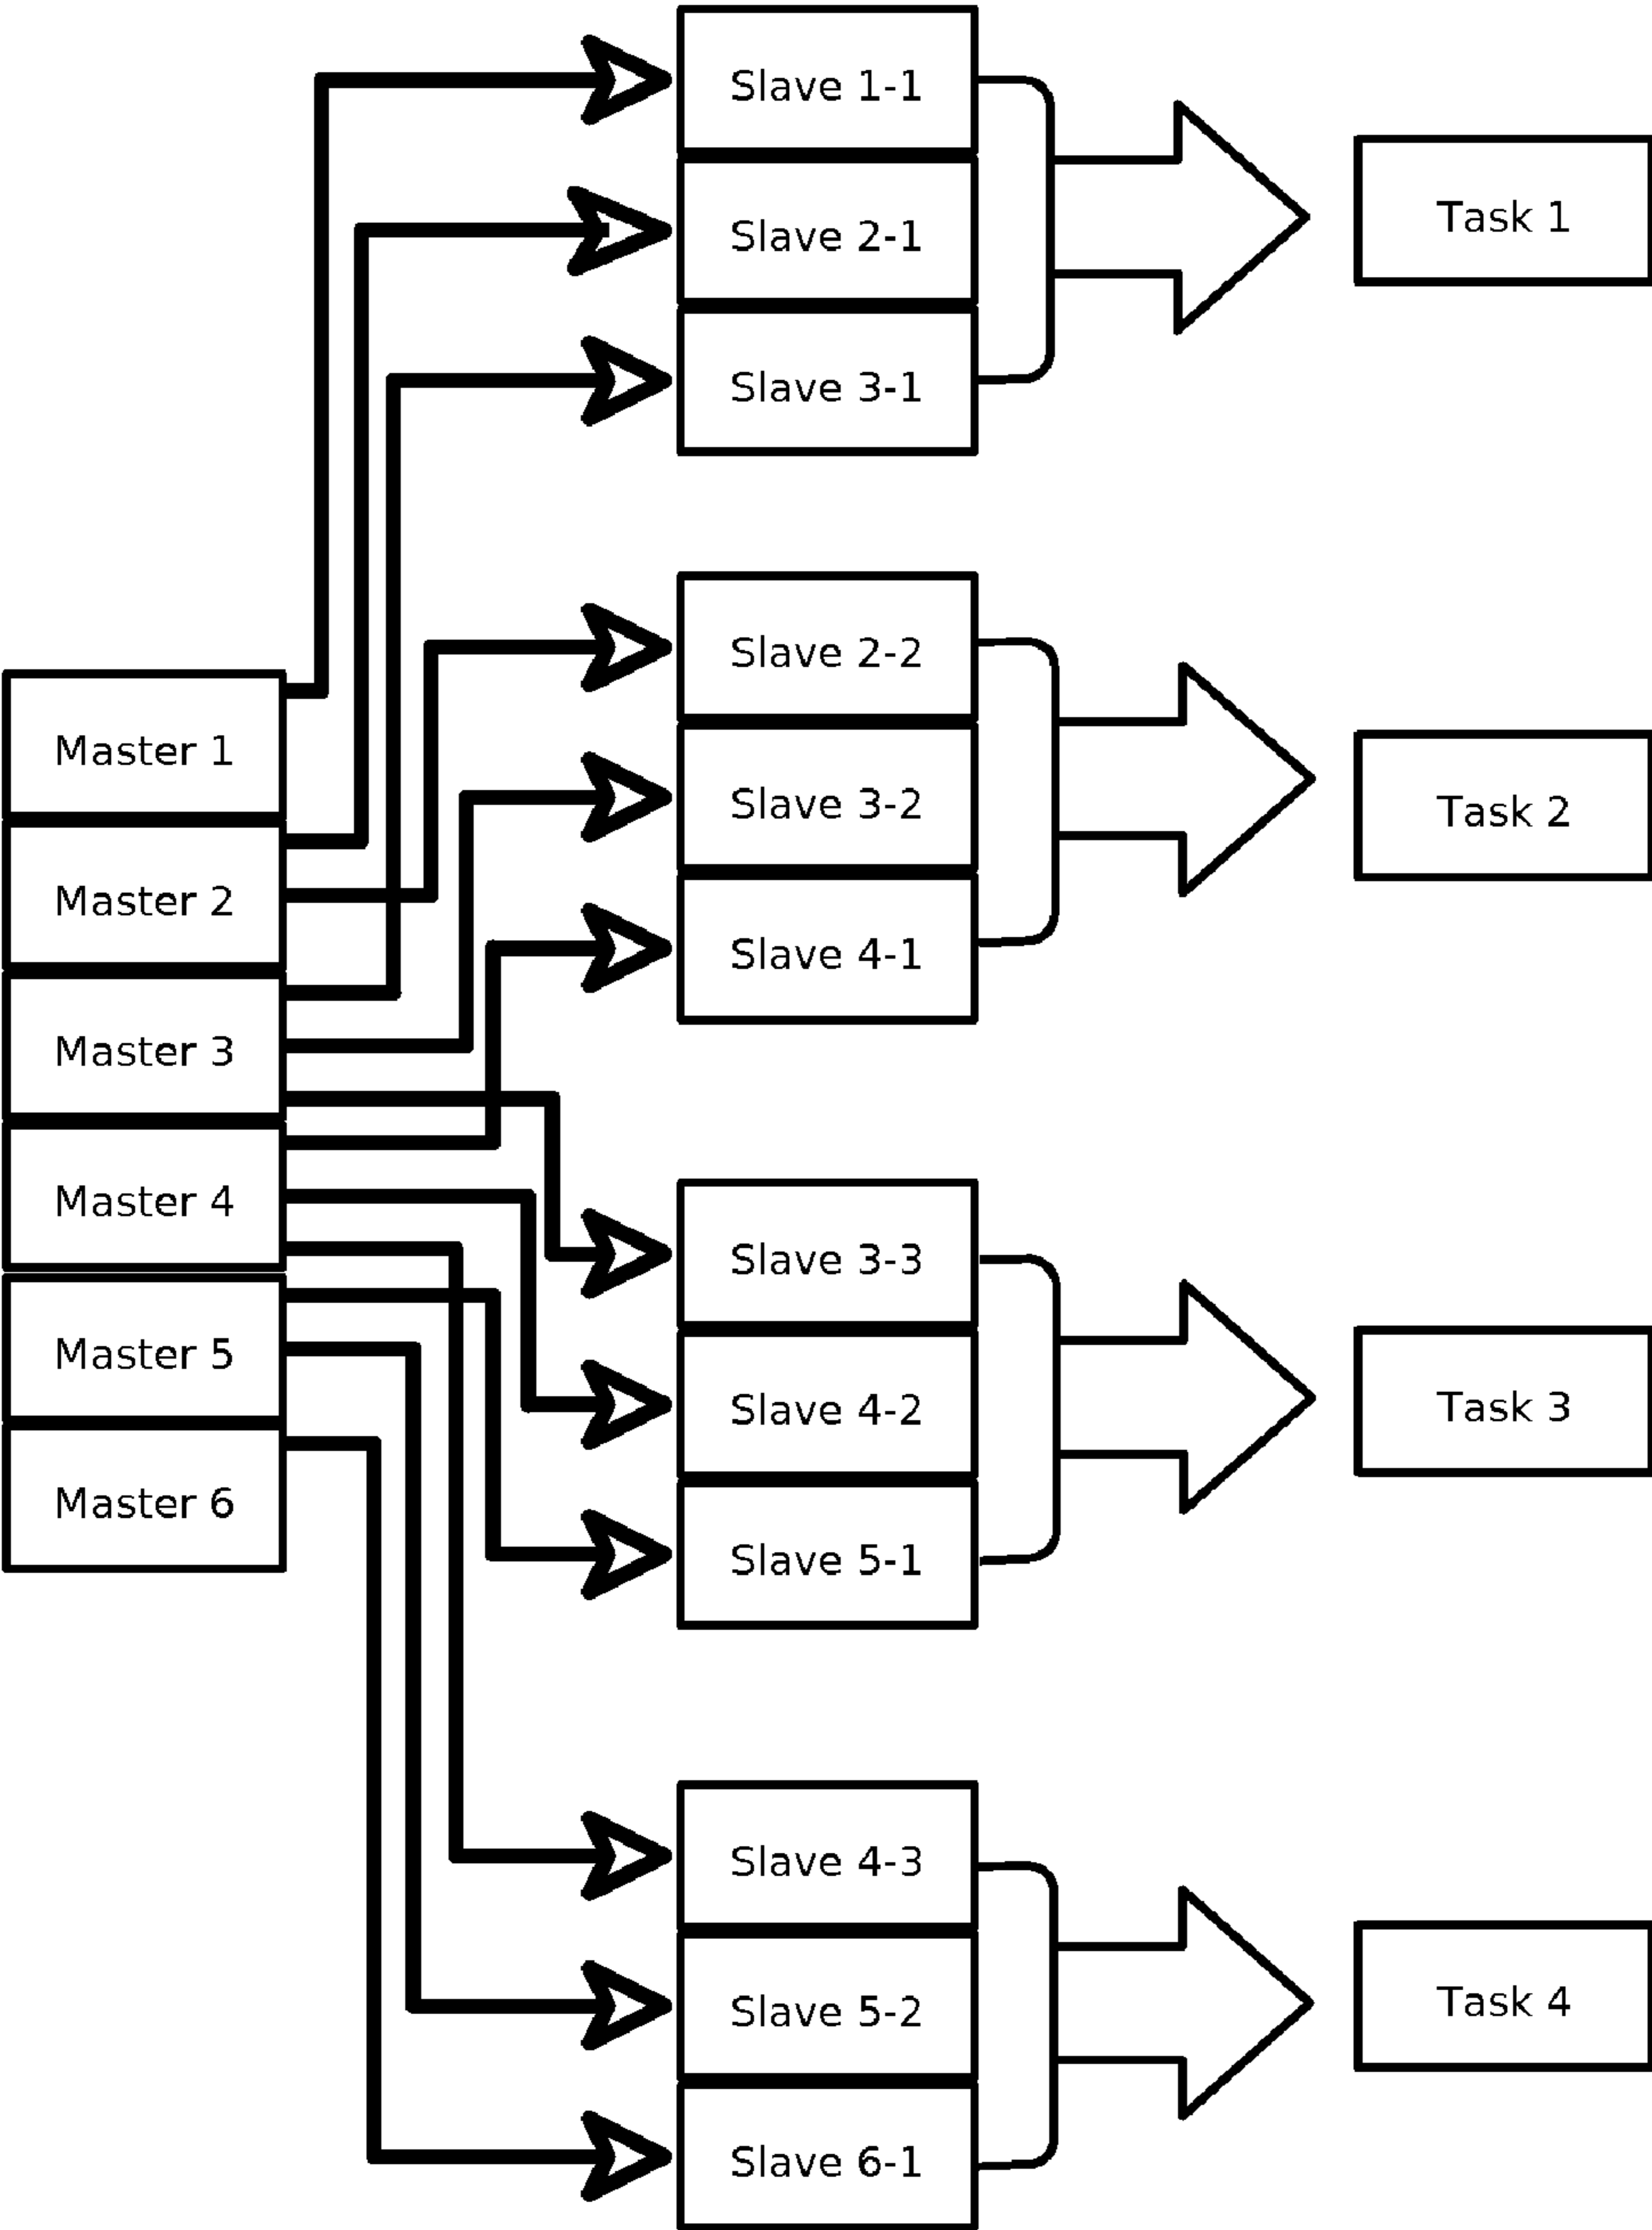 Slave 1-1
Slave 2-1
Slave 3-1
Task 1
Slave 2-2
Slave 3-2
Slave 4-1
Task 2
Master 1
Master 2
Master 3
Master 4
Master 5
Master 6
Slave 3-3
Slave 4-2
Slave 5-1
Task 3
Slave 4-3
Slave 5-2
Slave 6-1
Task 4